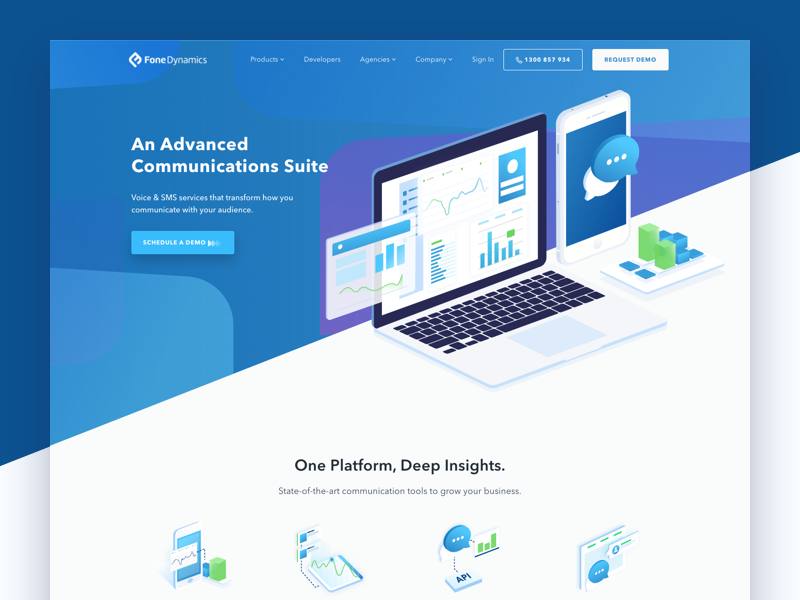 FoneDynamics
Products
Developers
Agencies
Company
Sign In
1300 857 934
REQUEST DEMO
An Advanced
Communications Suite
Voice & SMS services that transform how you
communicate with your audience.
SCHEDULE A DEMO
One Platform, Deep Insights.
State-of-the-art communication tools to grow your business.
API